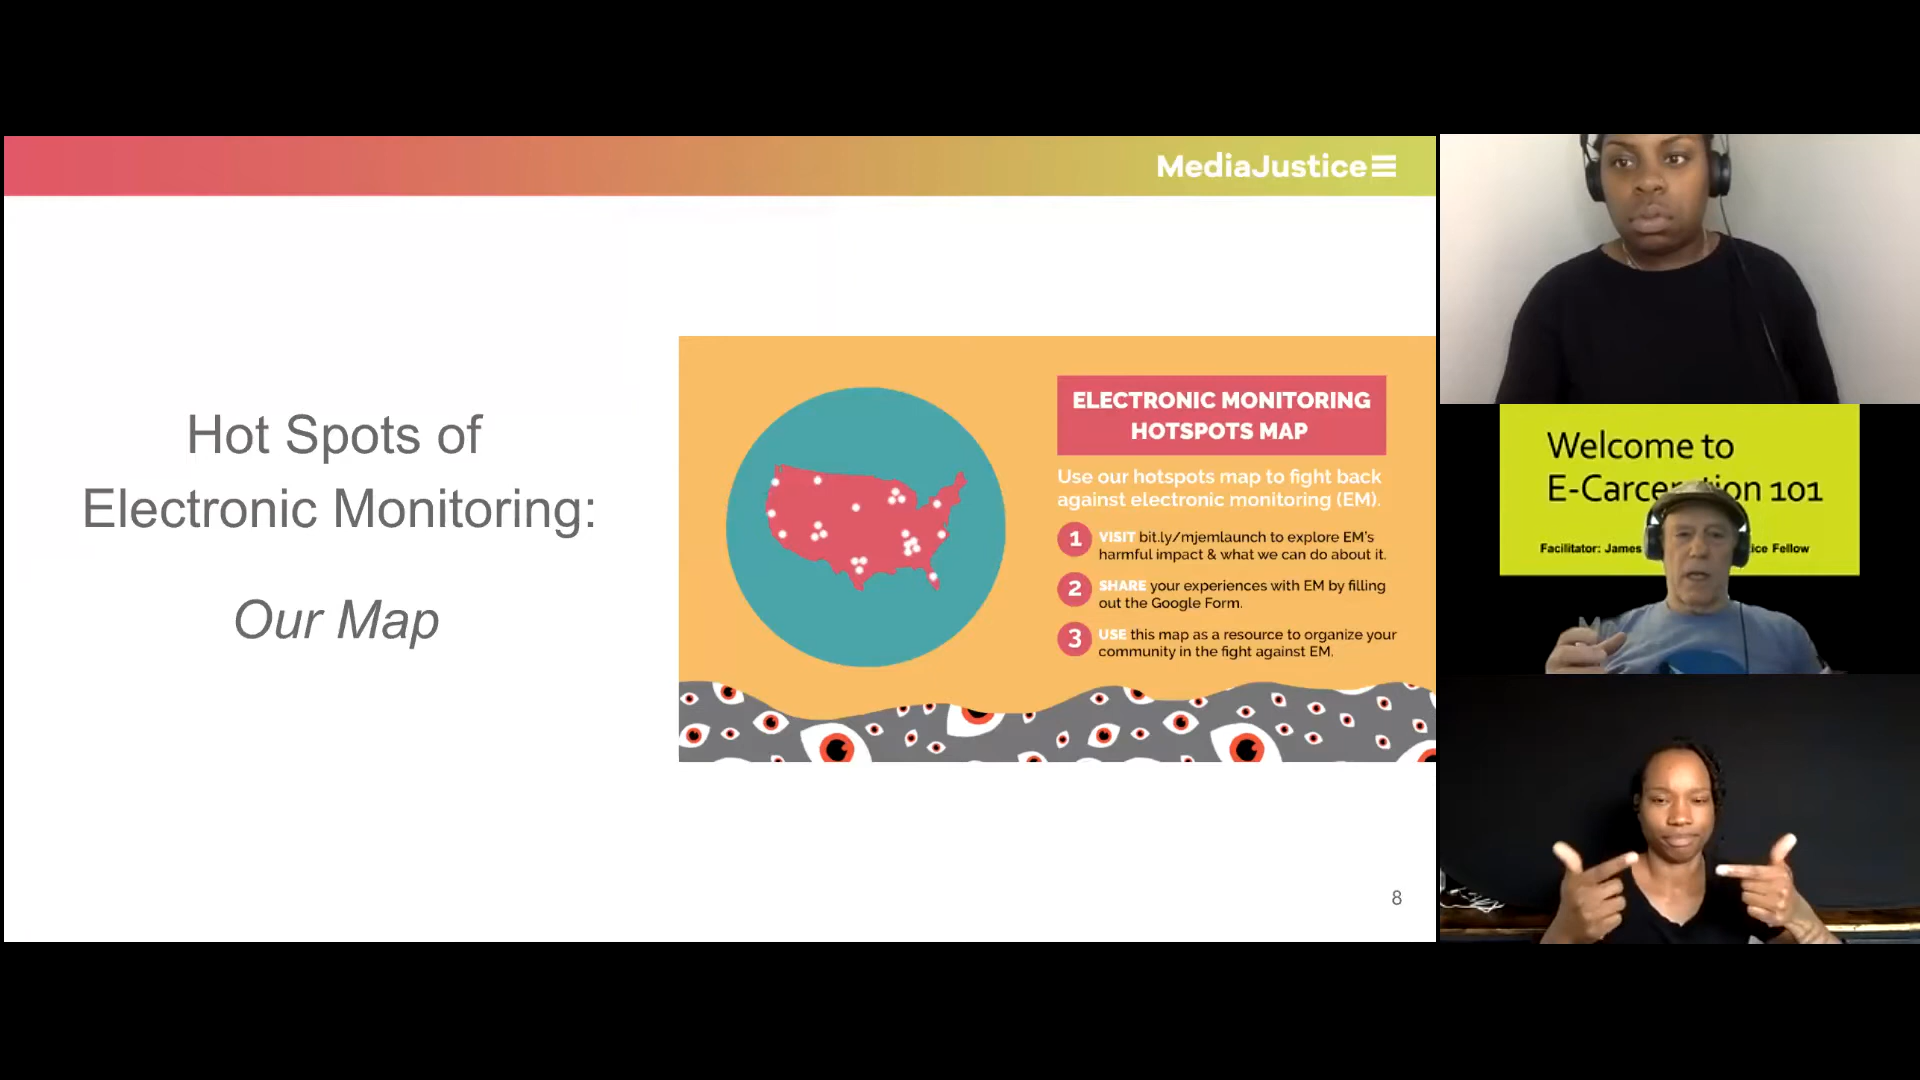 MediaJustice
Hot Spots of
Electronic Monitoring:
Our Map
ELECTRONIC MONITORING
HOTSPOTS MAP
Use our hotspots map to fight back
against electronic monitoring (EM).
1 VISIT bit.ly/mjemlaunch to explore EM's
harmful impact & what we can do about it.
2 SHARE your experiences with EM by filling
out the Google Form.
3 USE this map as a resource to organize your
community in the fight against EM.
8
Welcome to
101
Facilitator: James Fellow